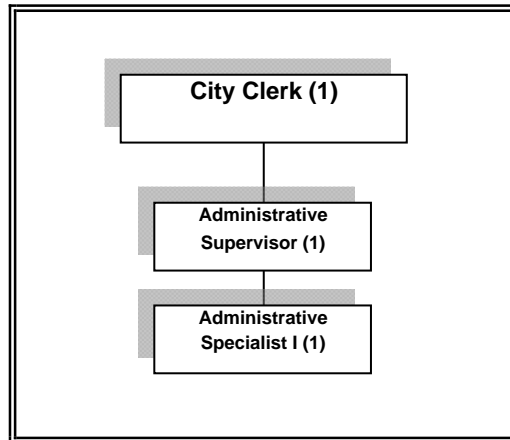 City Clerk (1)
Administrative
Supervisor (1)
Administrative
Specialist I (1)